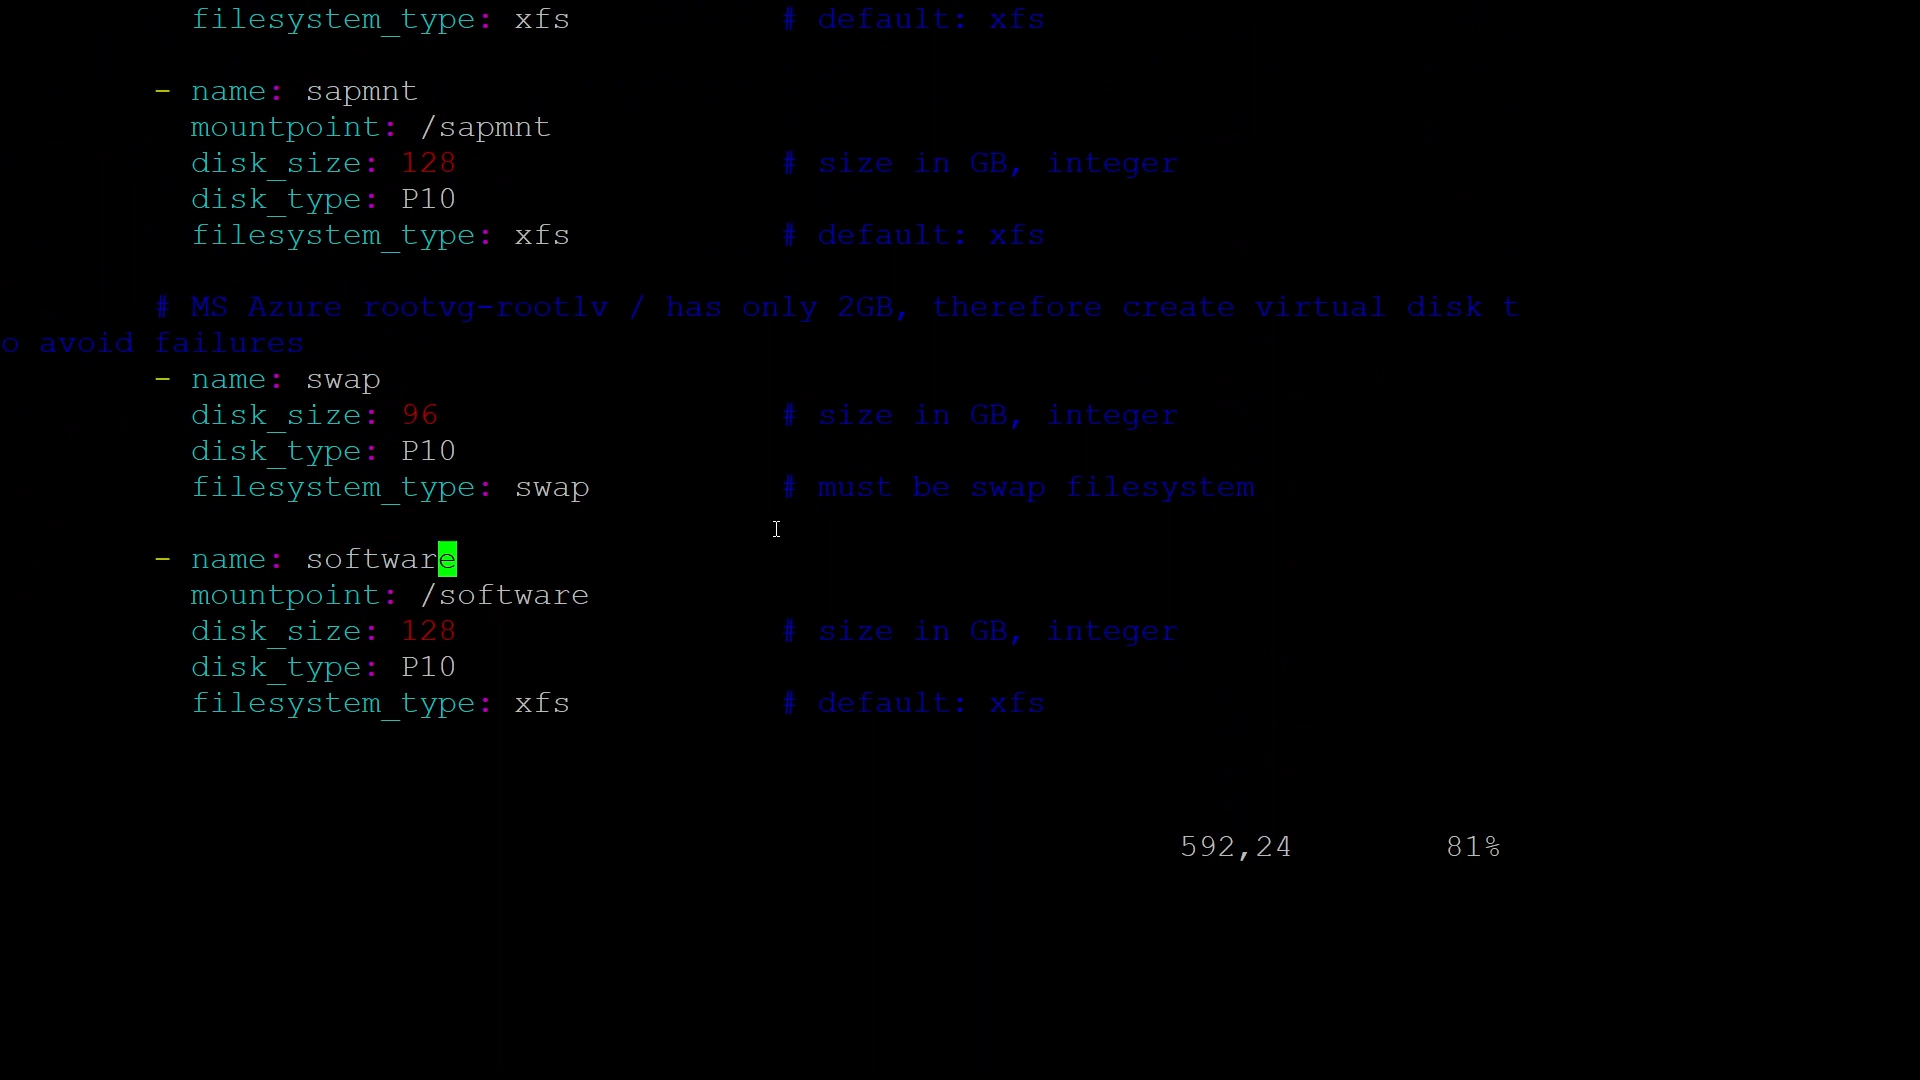 filesystem_type: xfs # default: xfs
- name: sapmnt
mountpoint: /sapmnt
disk_size: 128 # size in GB, integer
disk_type: P10
filesystem_type: xfs # default: xfs
# MS Azure rootvg-rootlv / has only 2GB, therefore create virtual disk t
o avoid failures
- name: swap
disk_size: 96 # size in GB, integer
disk_type: P10
filesystem_type: swap # must be swap filesystem
- name: software
mountpoint: /software
disk_size: 128 # size in GB, integer
disk_type: P10
filesystem_type: xfs # default: xfs
592,24 81%